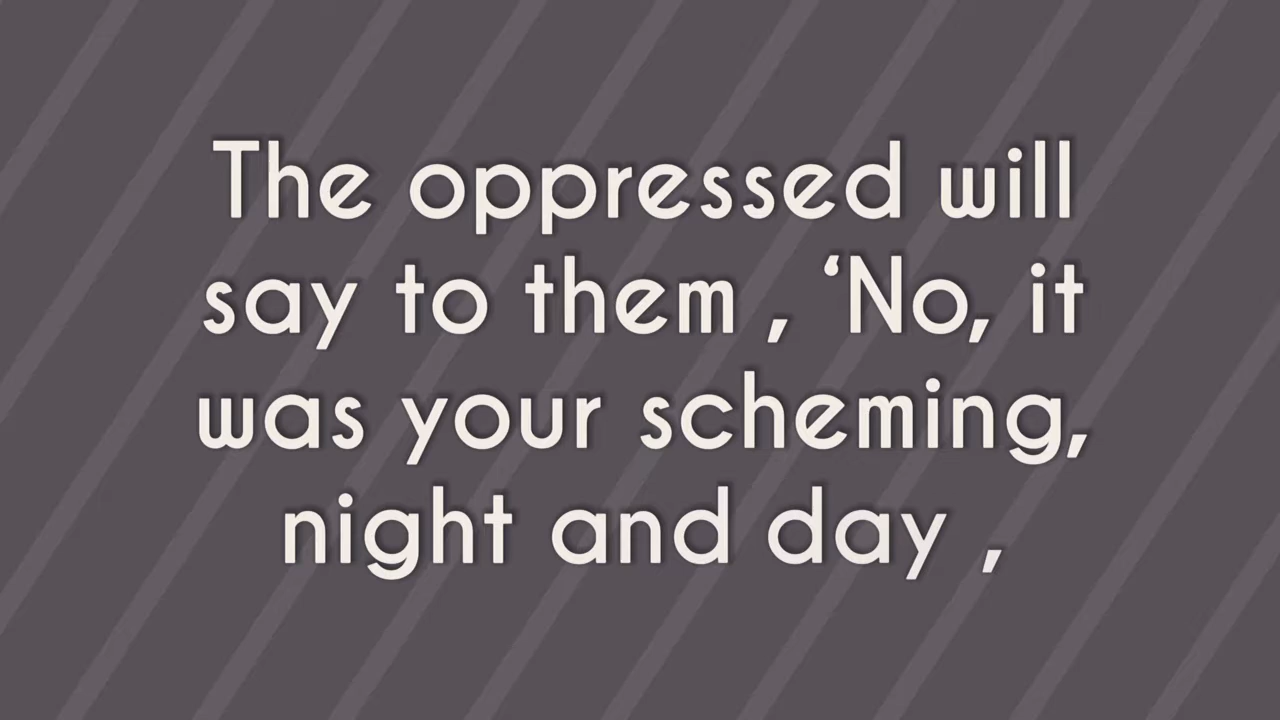 The oppressed will
say to them , ‘No, it
was your scheming,
night and day ,